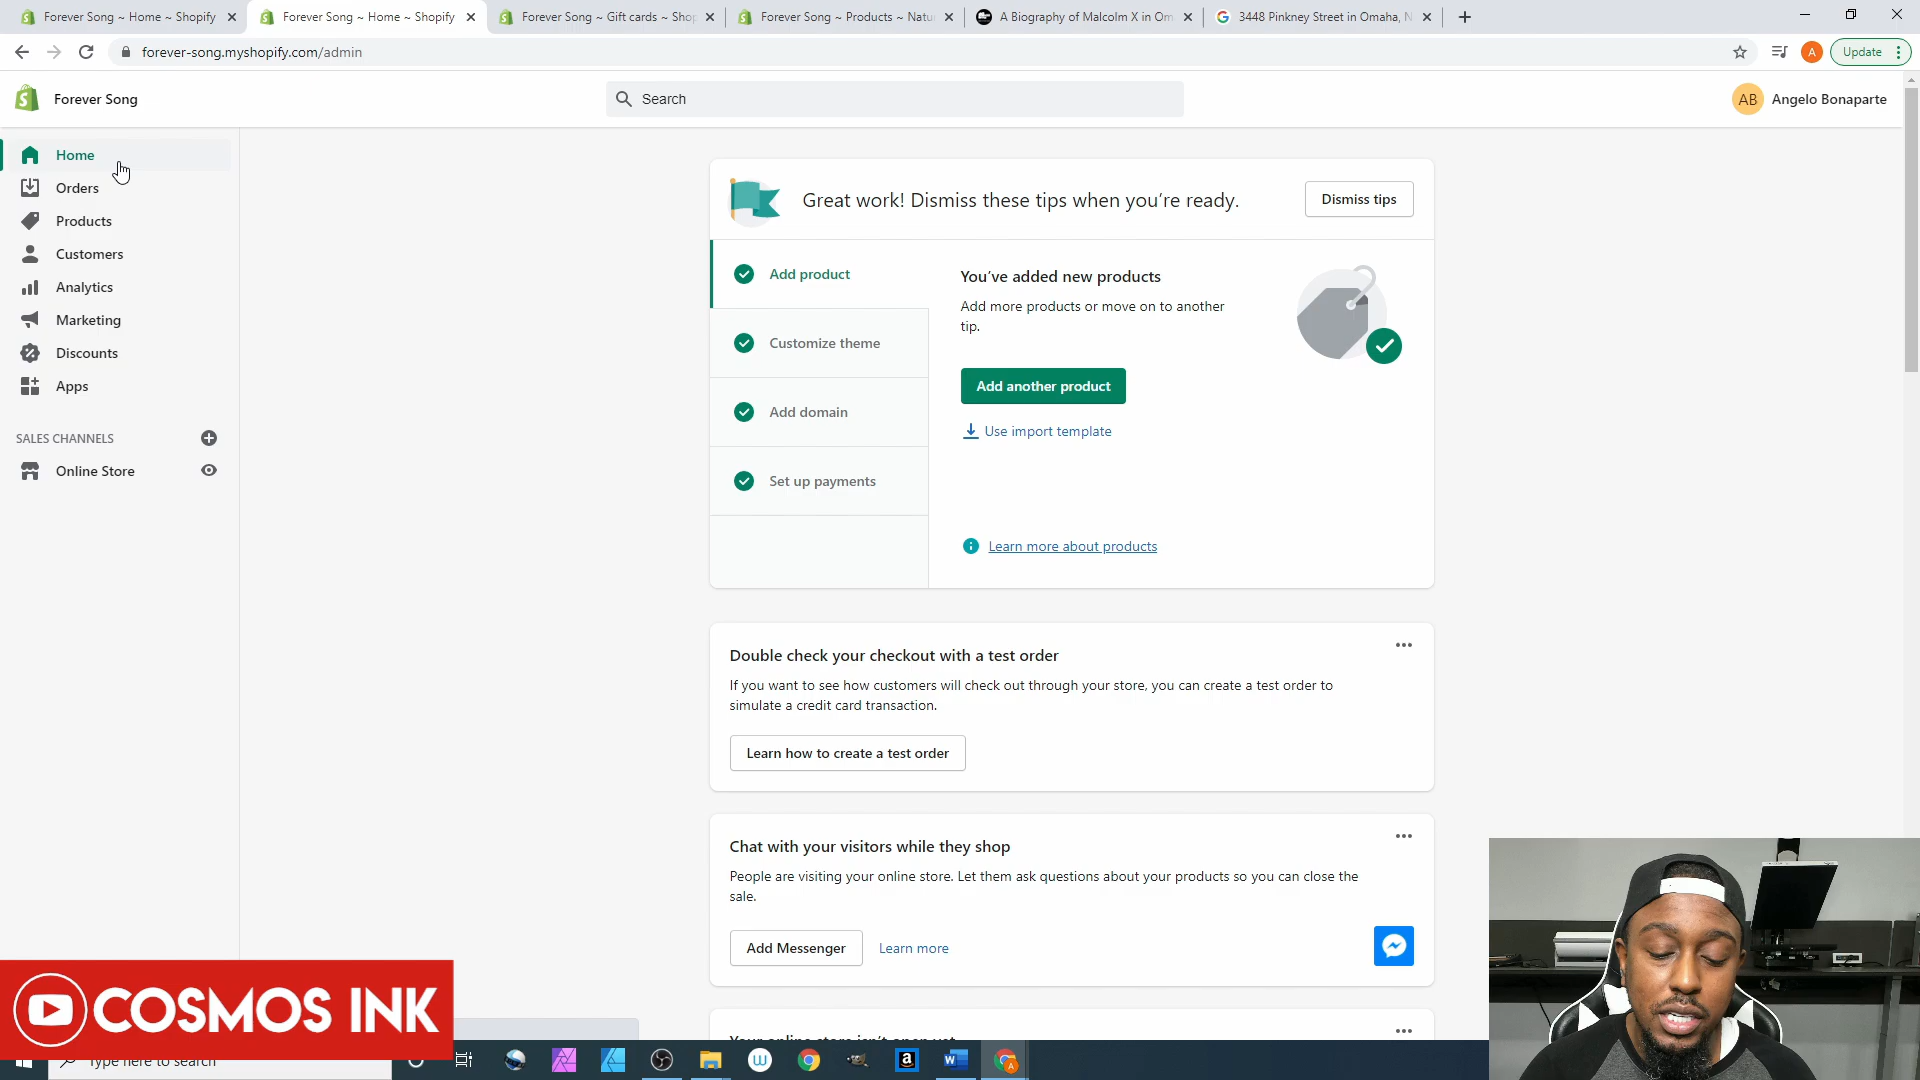 Forever Song ~ Home ~ Shopify
Forever Song ~ Home ~ Shopify
Forever Song ~ Gift cards ~ Shop
Forever Song ~ Products ~ Natu
A Biography of Malcolm X in Om
3448 Pinkney Street in Omaha, N
forever-song.myshopify.com/admin
A
Update
Forever Song
Search
AB
Angelo Bonaparte
Home
Orders
Products
Customers
Analytics
Marketing
Discounts
Apps
SALES CHANNELS
Online Store
Great work! Dismiss these tips when you're ready.
Dismiss tips
Add product
Customize theme
Add domain
Set up payments
You've added new products
Add more products or move on to another
tip.
Add another product
Use import template
Learn more about products
Double check your checkout with a test order
If you want to see how customers will check out through your store, you can create a test order to
simulate a credit card transaction.
Learn how to create a test order
Chat with your visitors while they shop
People are visiting your online store. Let them ask questions about your products so you can close the
sale.
Add Messenger
Learn more
COSMOS INK
Type here to search